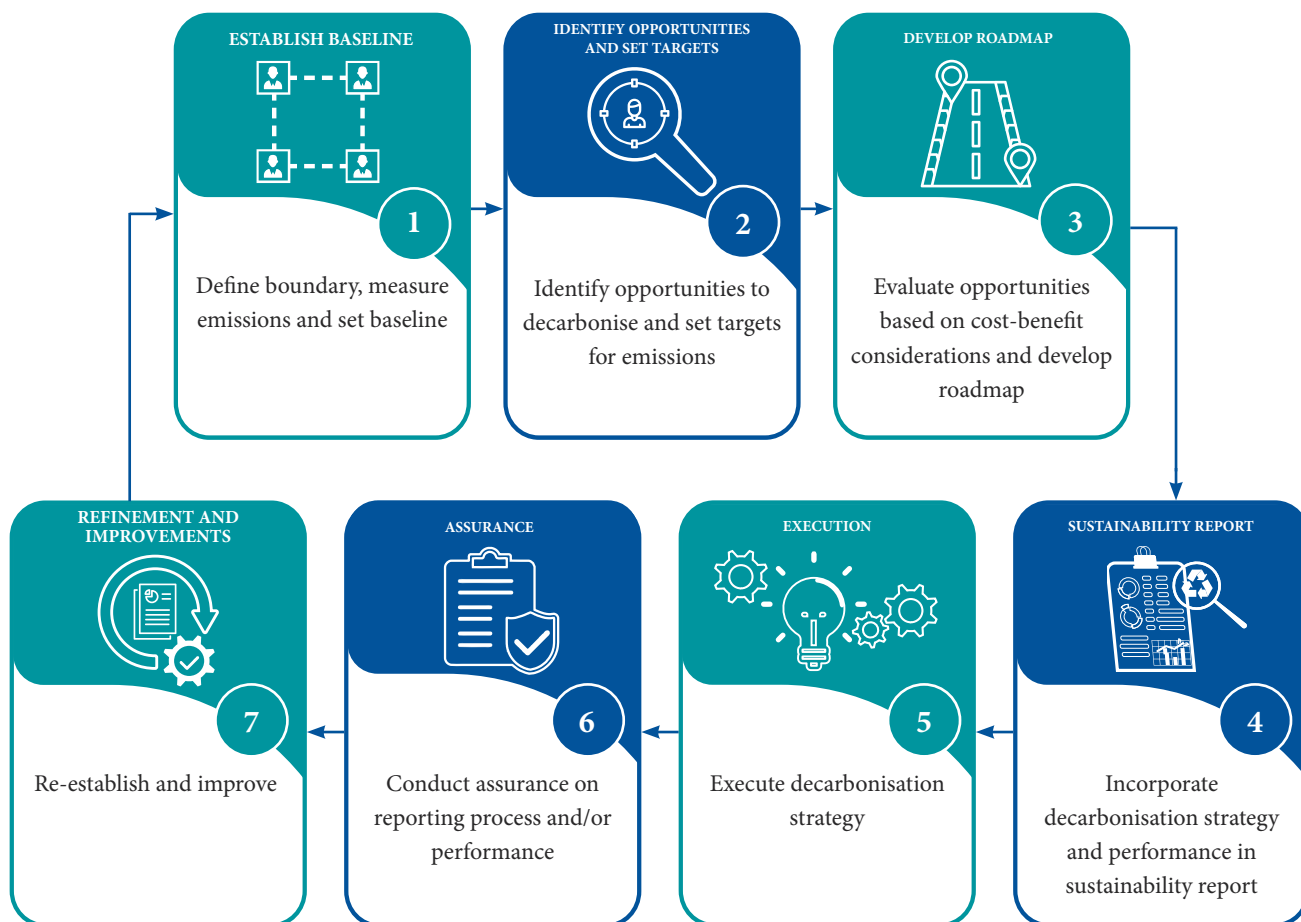 ESTABLISH BASELINE
1
Define boundary, measure
emissions and set baseline
IDENTIFY OPPORTUNITIES
AND SET TARGETS
2
Identify opportunities to
decarbonise and set targets
for emissions
DEVELOP ROADMAP
3
Evaluate opportunities
based on cost-benefit
considerations and develop
roadmap
SUSTAINABILITY REPORT
4
Incorporate
decarbonisation strategy
and performance in
sustainability report
EXECUTION
5
Execute decarbonisation
strategy
ASSURANCE
6
Conduct assurance on
reporting process and/or
performance
REFINEMENT AND
IMPROVEMENTS
7
Re-establish and improve